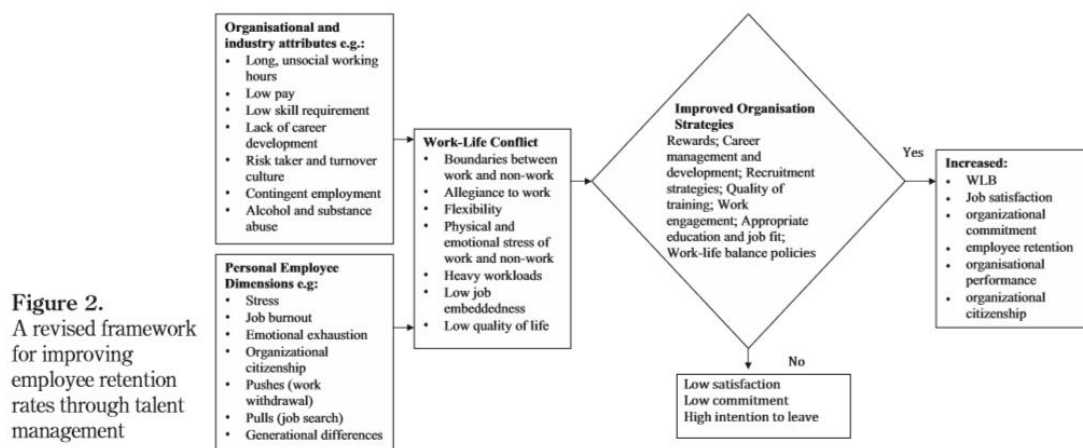 Organisational and
industry attributes e.g.:
• Long, unsocial working
hours
• Low pay
• Low skill requirement
• Lack of career
development
• Risk taker and turnover
culture
• Contingent employment
• Alcohol and substance
abuse
Personal Employee
Dimensions e.g:
• Stress
• Job burnout
• Emotional exhaustion
• Organizational
citizenship
• Pushes (work
withdrawal)
• Pulls (job search)
• Generational differences
Work-Life Conflict
• Boundaries between
work and non-work
• Allegiance to work
• Flexibility
• Physical and
emotional stress of
work and non-work
• Heavy workloads
• Low job
embeddedness
• Low quality of life
Improved Organisation
Strategies
Rewards; Career
management and
development; Recruitment
strategies; Quality of
training; Work
engagement; Appropriate
education and job fit;
Work-life balance policies
Yes
Increased:
• WLB
• Job satisfaction
• organizational
commitment
• employee retention
• organisational
performance
• organizational
citizenship
No
Low satisfaction
Low commitment
High intention to leave
Figure 2.
A revised framework
for improving
employee retention
rates through talent
management